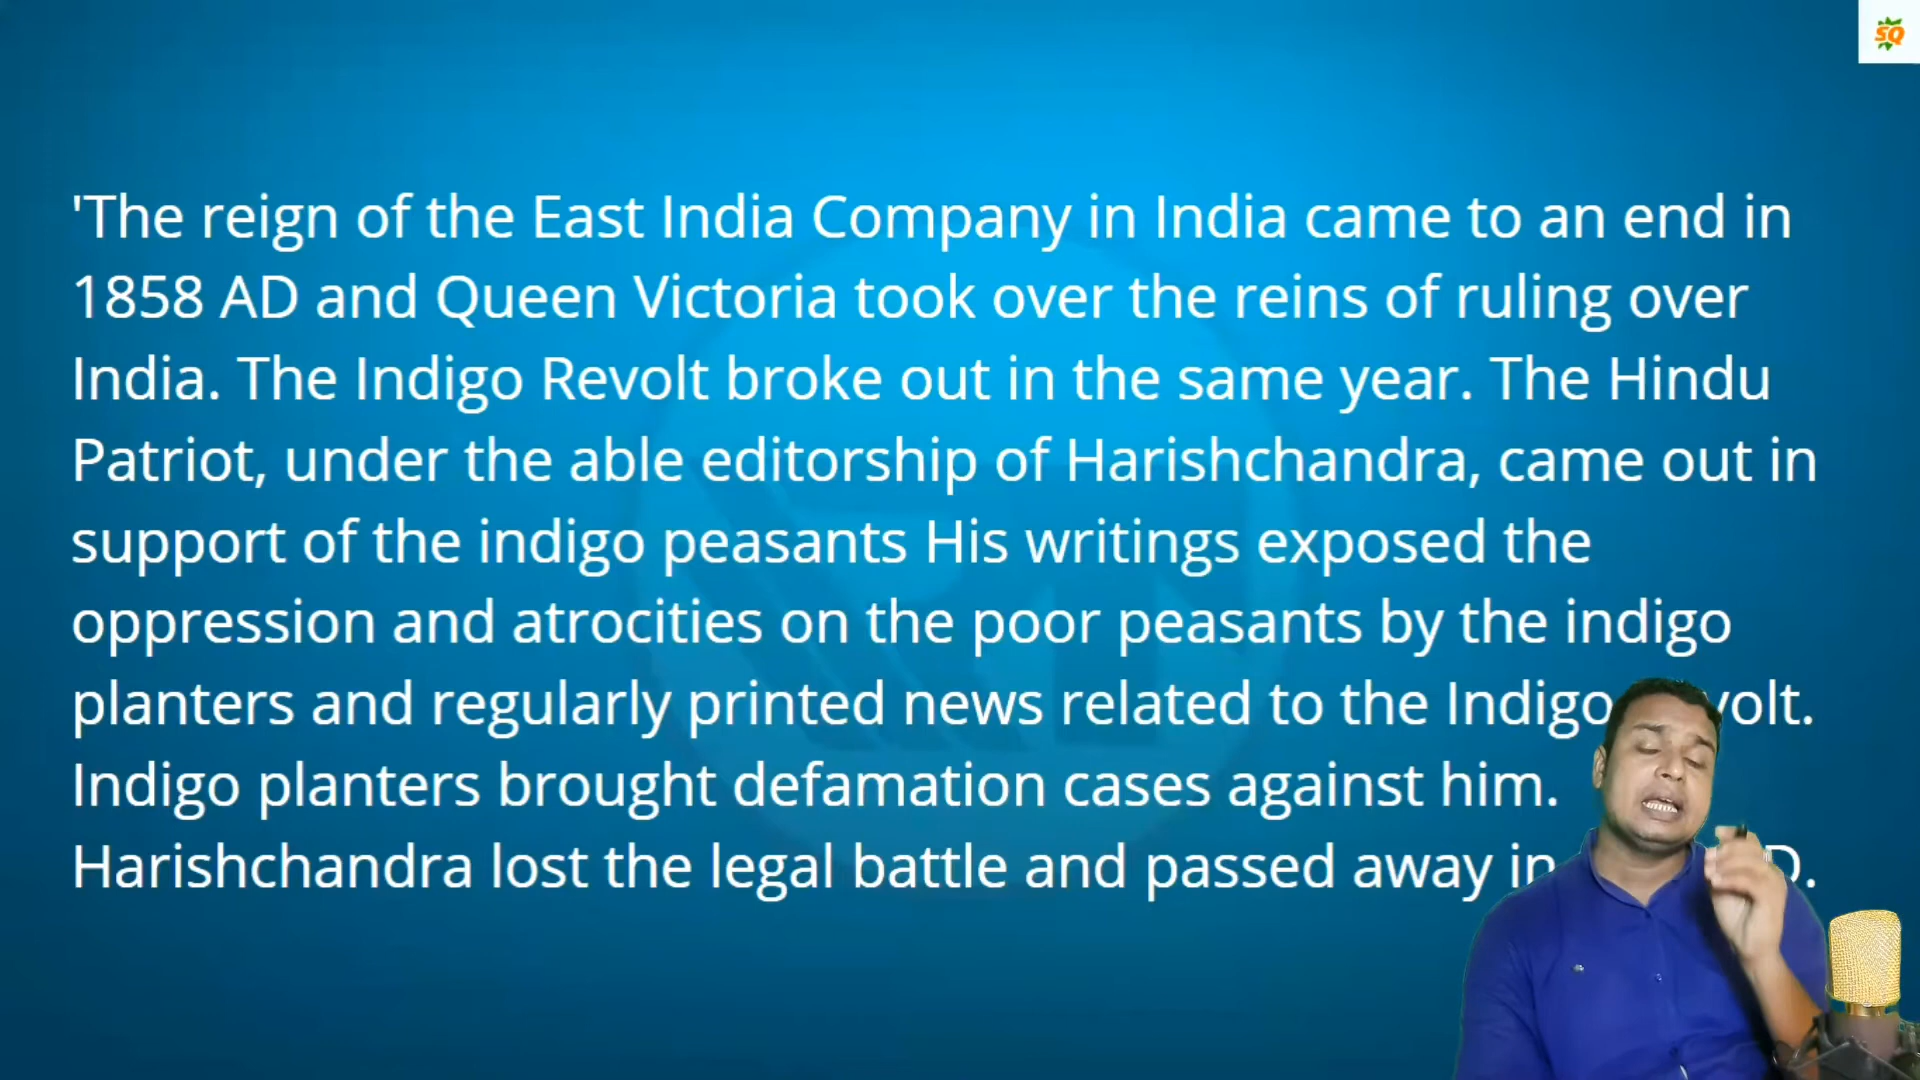 SQ
'The reign of the East India Company in India came to an end in
1858 AD and Queen Victoria took over the reins of ruling over
India. The Indigo Revolt broke out in the same year. The Hindu
Patriot, under the able editorship of Harishchandra, came out in
support of the indigo peasants His writings exposed the
oppression and atrocities on the poor peasants by the indigo
planters and regularly printed news related to the Indigo volt.
Indigo planters brought defamation cases against him.
Harishchandra lost the legal battle and passed away in D.